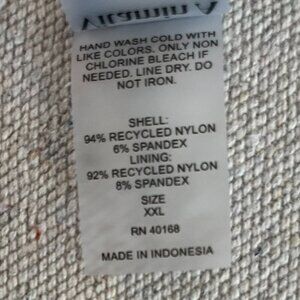 Vitamin A
HAND WASH COLD WITH
LIKE COLORS. ONLY NON
CHLORINE BLEACH IF
NEEDED. LINE DRY. DO
NOT IRON.
SHELL:
94% RECYCLED NYLON
6% SPANDEX
LINING:
92% RECYCLED NYLON
8% SPANDEX
SIZE
XXL
RN 40168
MADE IN INDONESIA